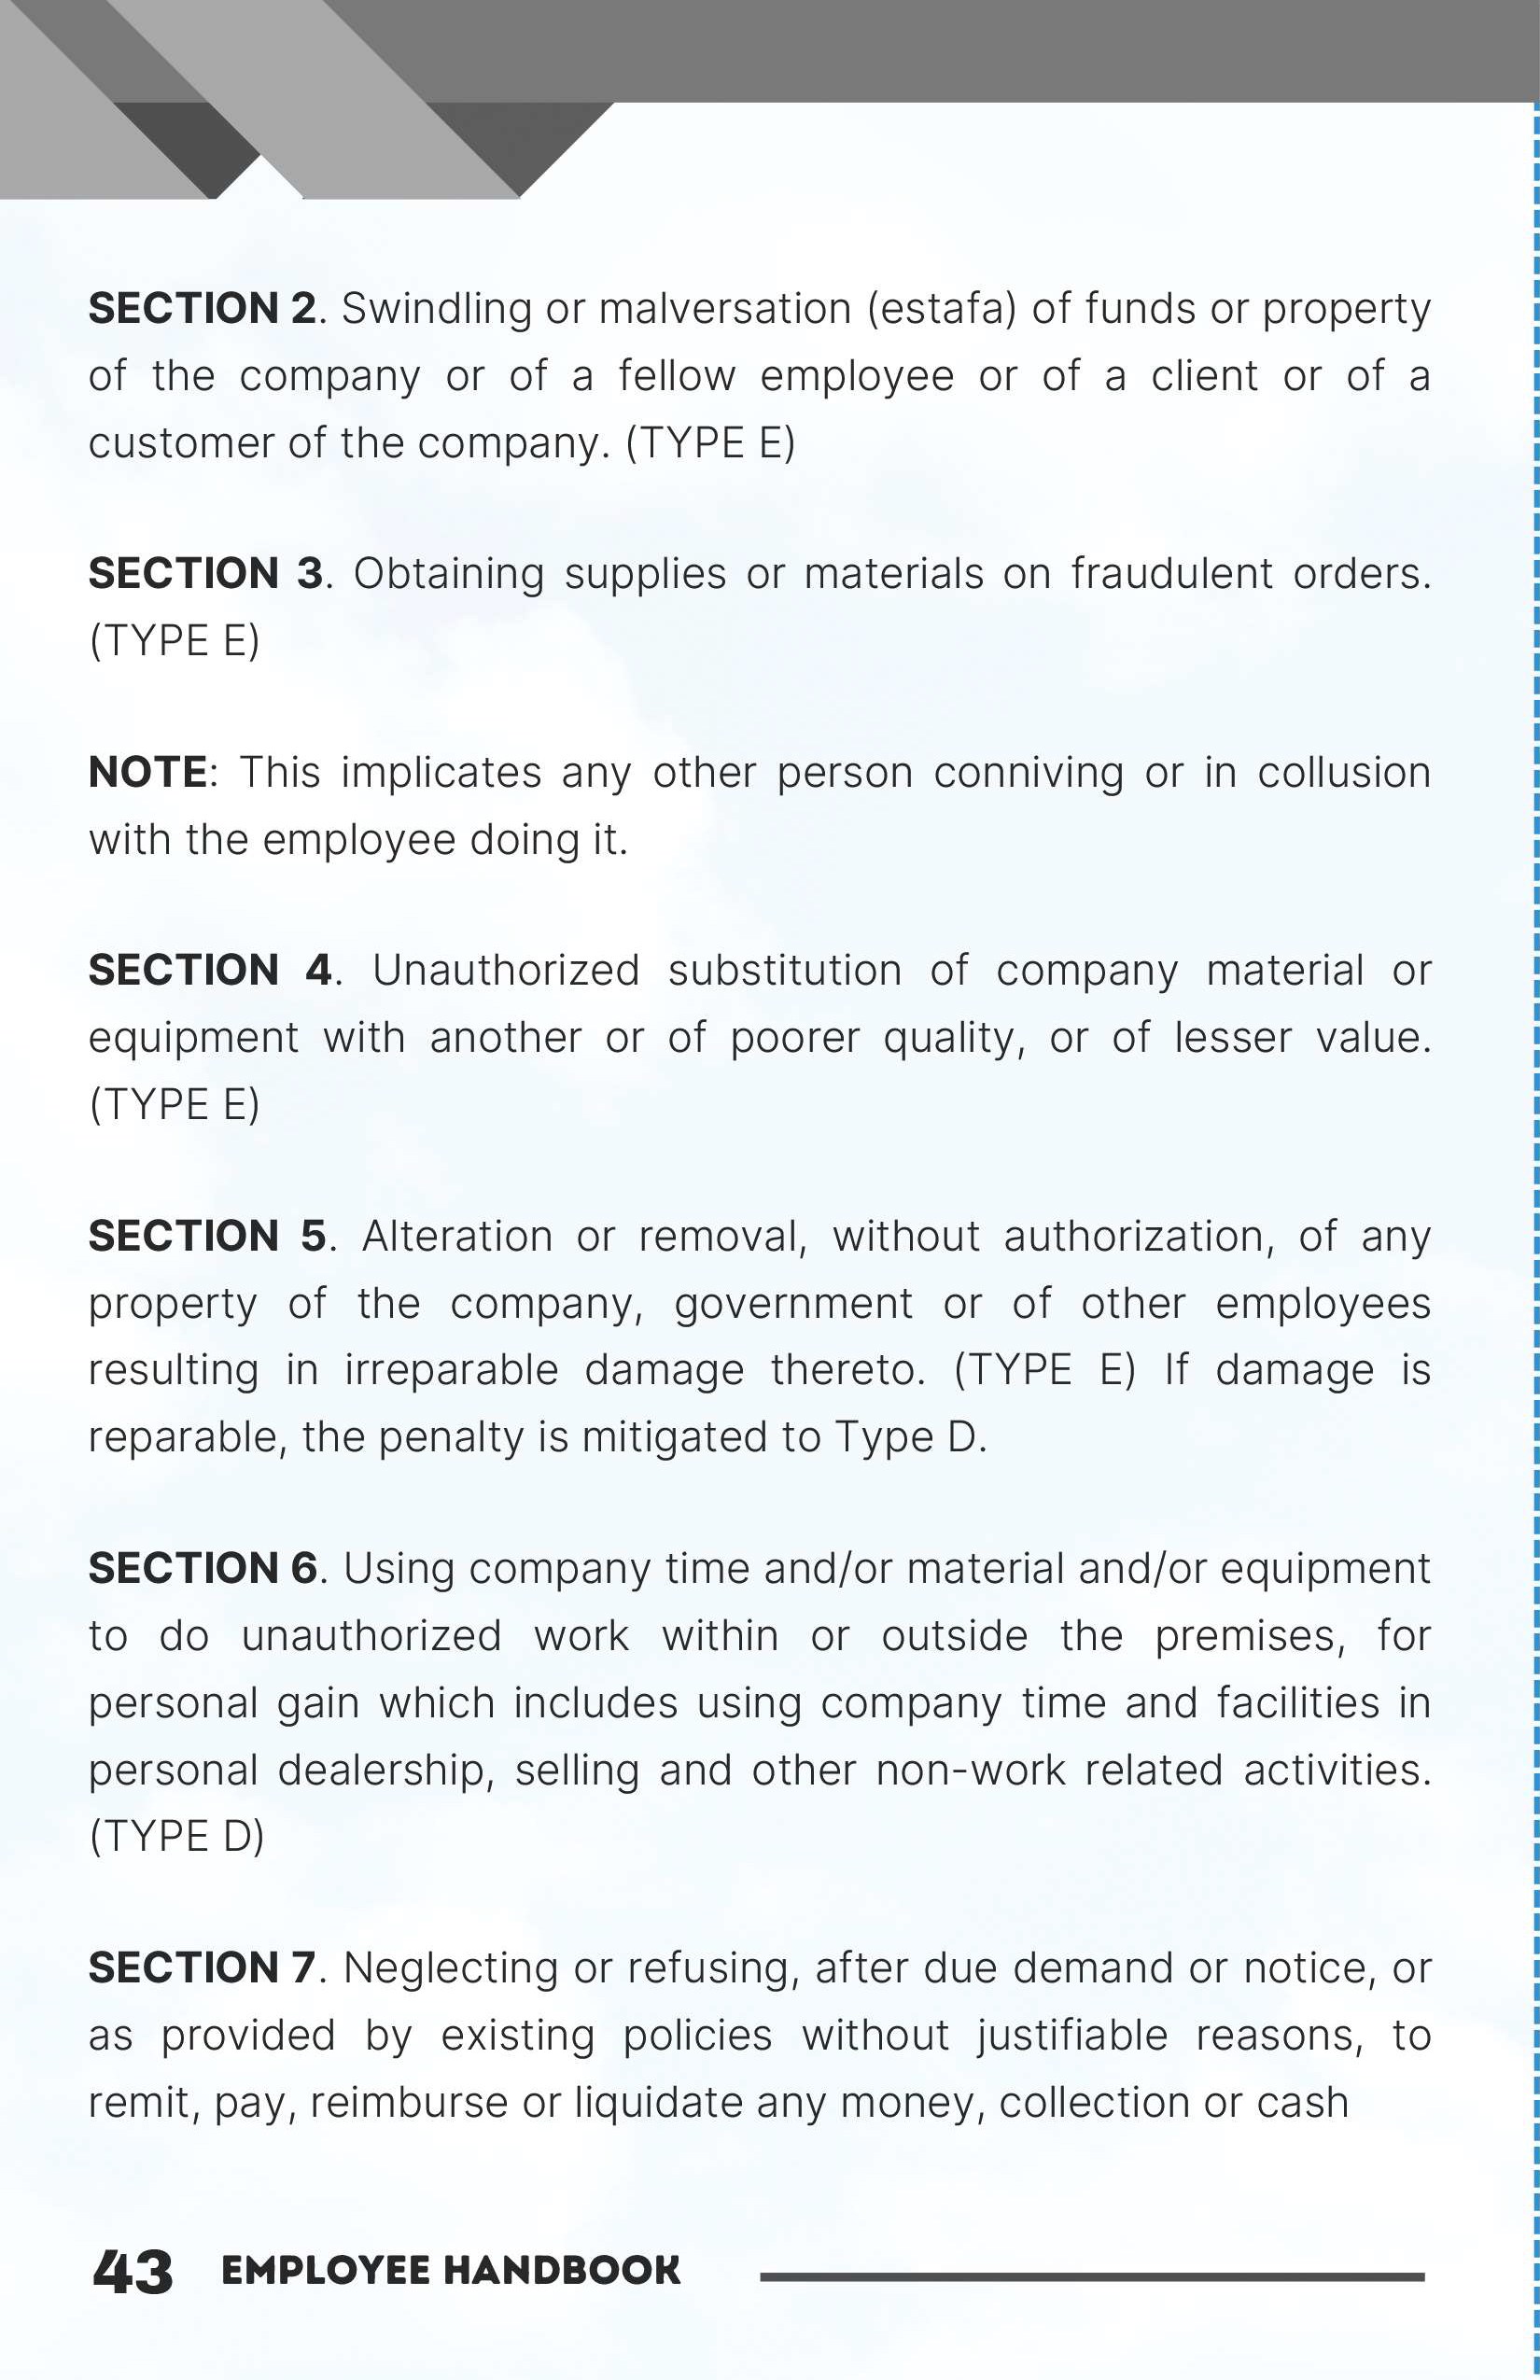 SECTION 2. Swindling or malversation (estafa) of funds or property
of the company or of a fellow employee or of a client or of a
customer of the company. (TYPE E)
SECTION 3. Obtaining supplies or materials on fraudulent orders.
(TYPE E)
NOTE: This implicates any other person conniving or in collusion
with the employee doing it.
SECTION 4. Unauthorized substitution of company material or
equipment with another or of poorer quality, or of lesser value.
(TYPE E)
SECTION 5. Alteration or removal, without authorization, of any
property of the company, government or of other employees
resulting in irreparable damage thereto. (TYPE E) If damage is
reparable, the penalty is mitigated to Type D.
SECTION 6. Using company time and/or material and/or equipment
to do unauthorized work within or outside the premises, for
personal gain which includes using company time and facilities in
personal dealership, selling and other non-work related activities.
(TYPE D)
SECTION 7. Neglecting or refusing, after due demand or notice, or
as provided by existing policies without justifiable reasons, to
remit, pay, reimburse or liquidate any money, collection or cash
43 EMPLOYEE HANDBOOK